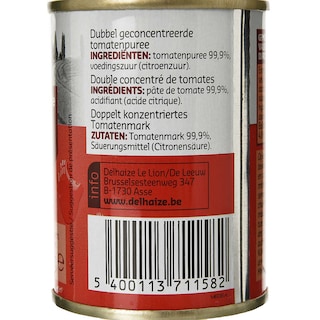 Dubbel geconcentreerde
tomatenpuree
INGREDIËNTEN: tomatenpuree 99,9%,
voedingszuur (citroenzuur).
Double concentré de tomates
INGRÉDIENTS: pâte de tomate 99,9%,
acidifiant (acide citrique).
Doppelt konzentriertes
Tomatenmark
ZUTATEN: Tomatenmark 99,9%,
Säuerungsmittel (Citronensäure).
info
Delhaize Le Lion/De Leeuw
Brusselsesteenweg 347
B-1730 Asse
www.delhaize.be
5 400113 711582